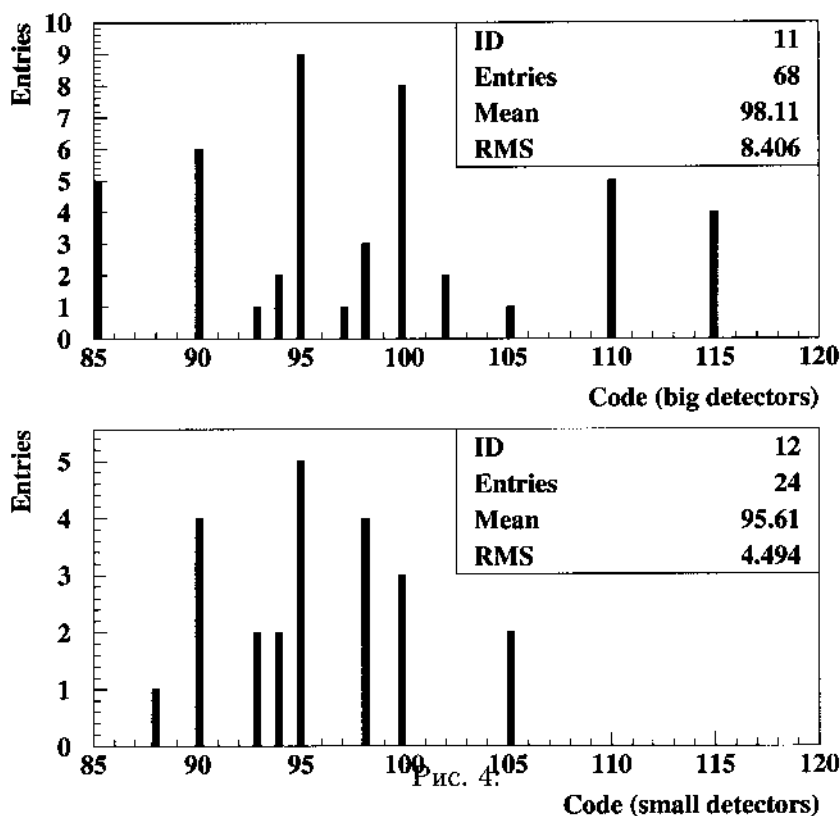 Entries
10
9
8
7
6
5
4
3
2
1
0
ID 11
Entries 68
Mean 98.11
RMS 8.406
85 90 95 100 105 110 115 120
Code (big detectors)
Entries
5
4
3
2
1
0
ID 12
Entries 24
Mean 95.61
RMS 4.494
85 90 95 100 105 110 115 120
Рис. 4.
Code (small detectors)